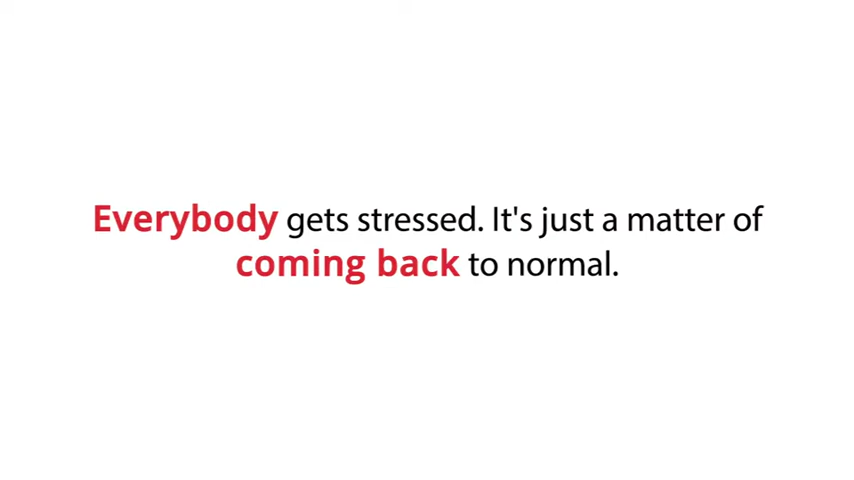 Everybody gets stressed. It's just a matter of
coming back to normal.